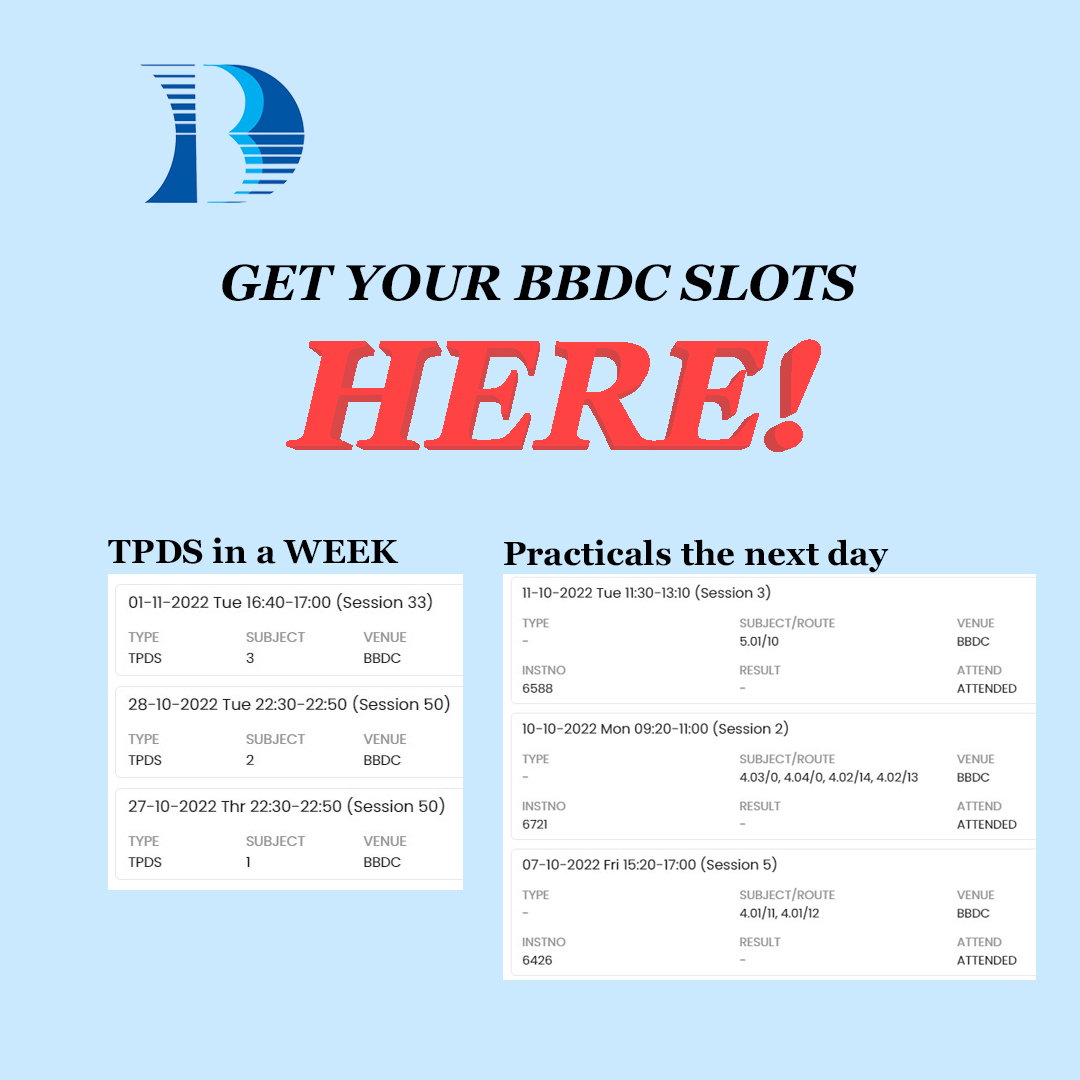 GET YOUR BBDC SLOTS
HERE!
TPDS in a WEEK
01-11-2022 Tue 16:40-17:00 (Session 33)
TYPE SUBJECT VENUE
TPDS 3 BBDC
28-10-2022 Tue 22:30-22:50 (Session 50)
TYPE SUBJECT VENUE
TPDS 2 BBDC
27-10-2022 Thr 22:30-22:50 (Session 50)
TYPE SUBJECT VENUE
TPDS 1 BBDC
Practicals the next day
11-10-2022 Tue 11:30-13:10 (Session 3)
TYPE SUBJECT/ROUTE VENUE
- 5.01/10 BBDC
INSTNO RESULT ATTEND
6588 - ATTENDED
10-10-2022 Mon 09:20-11:00 (Session 2)
TYPE SUBJECT/ROUTE VENUE
- 4.03/0, 4.04/0, 4.02/14, 4.02/13 BBDC
INSTNO RESULT ATTEND
6721 - ATTENDED
07-10-2022 Fri 15:20-17:00 (Session 5)
TYPE SUBJECT/ROUTE VENUE
- 4.01/11, 4.01/12 BBDC
INSTNO RESULT ATTEND
6426 - ATTENDED